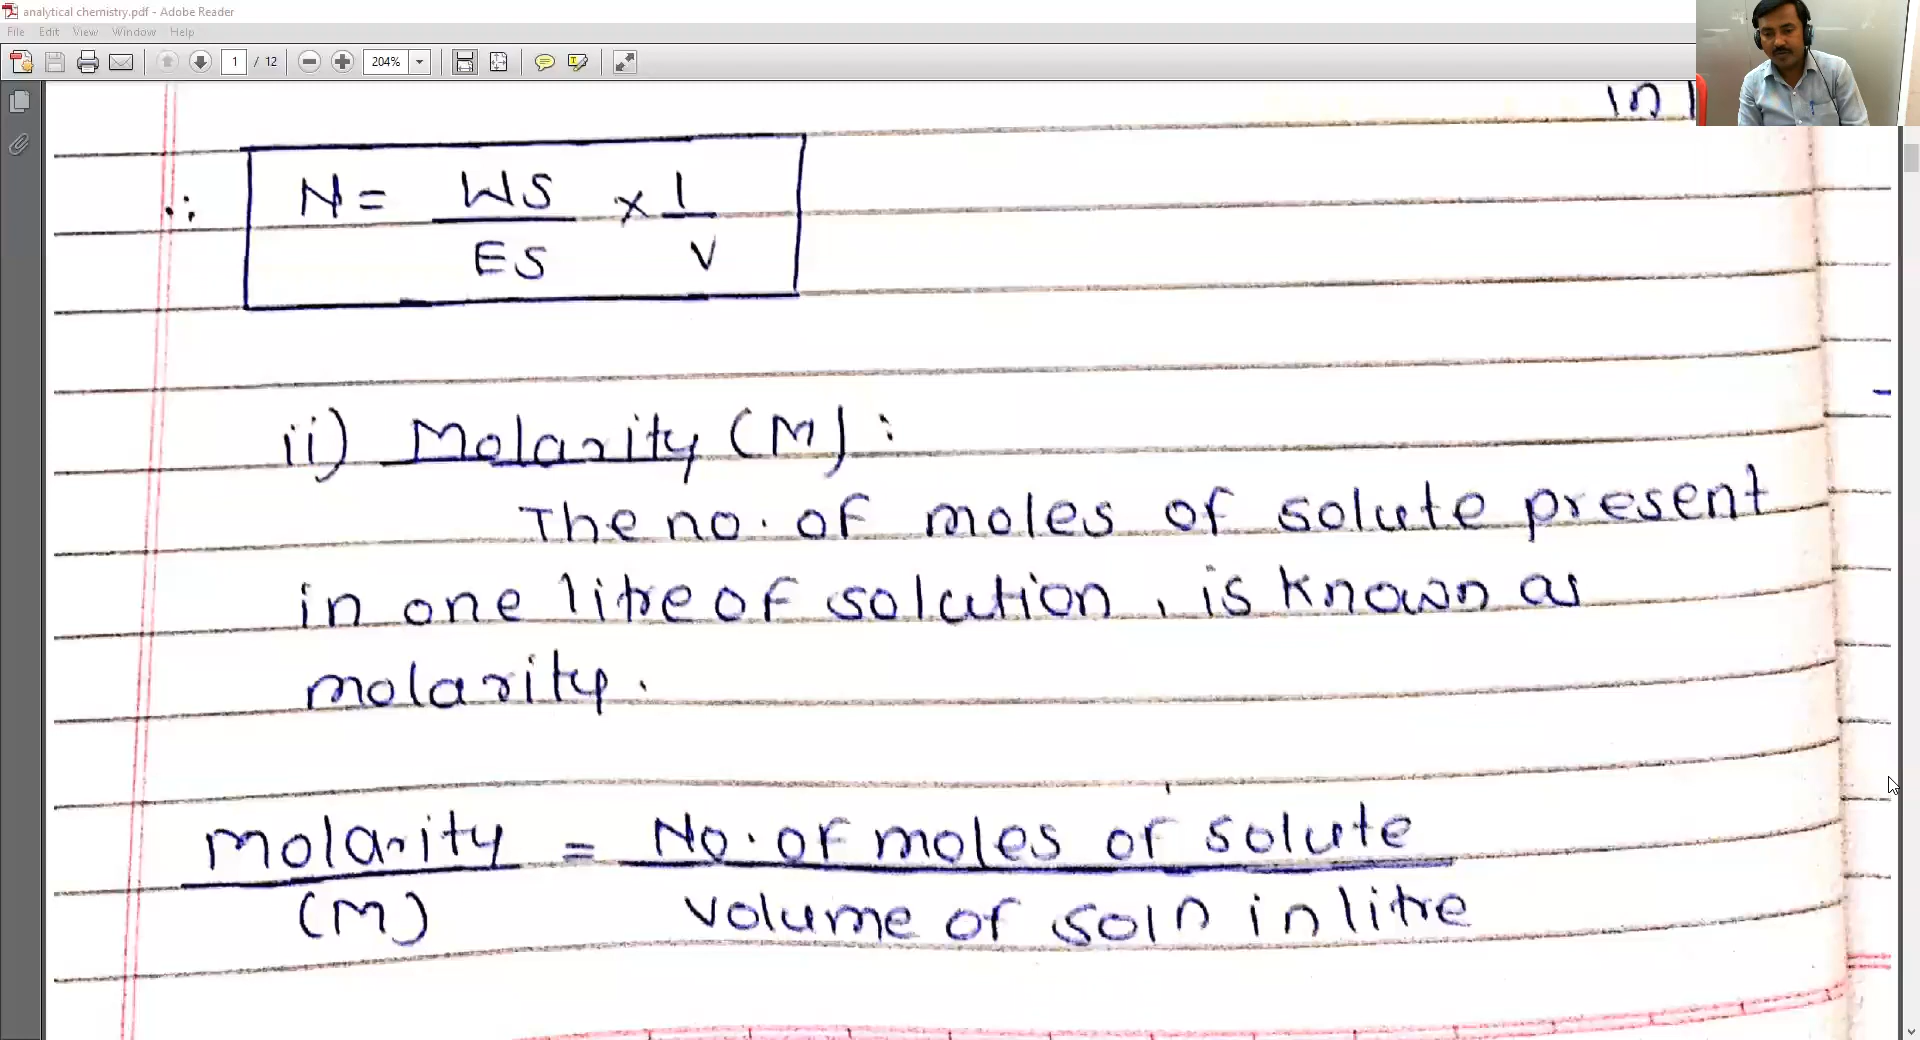 analytical chemistry.pdf - Adobe Reader
File Edit View Window Help
1 / 12 204%
∴ N = WS / ES × 1 / V
ii) Molarity (M) :
The no. of moles of solute present
in one litre of solution, is known as
molarity.
Molarity = No. of moles of solute
(M) volume of soln in litre